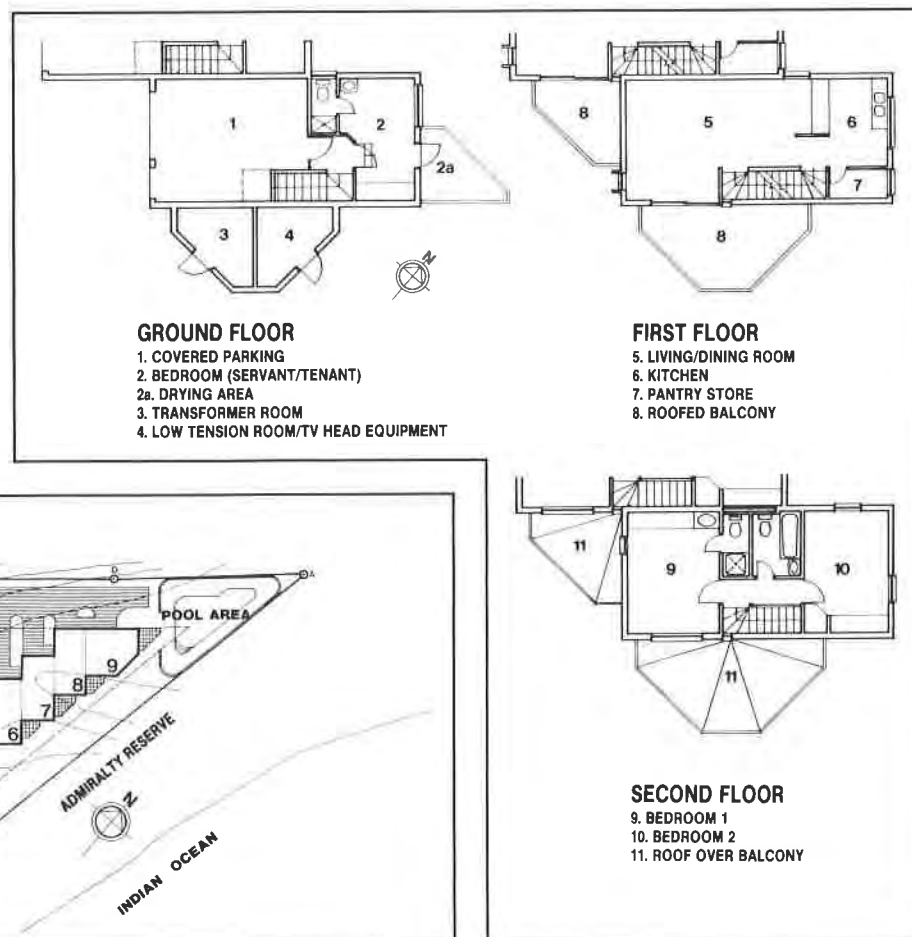 1
2
2a
3
4
N
GROUND FLOOR
1. COVERED PARKING
2. BEDROOM (SERVANT/TENANT)
2a. DRYING AREA
3. TRANSFORMER ROOM
4. LOW TENSION ROOM/TV HEAD EQUIPMENT
8
5
6
7
8
FIRST FLOOR
5. LIVING/DINING ROOM
6. KITCHEN
7. PANTRY STORE
8. ROOFED BALCONY
11
9
10
11
SECOND FLOOR
9. BEDROOM 1
10. BEDROOM 2
11. ROOF OVER BALCONY
A
POOL AREA
9
8
7
6
ADMIRALTY RESERVE
N
INDIAN OCEAN